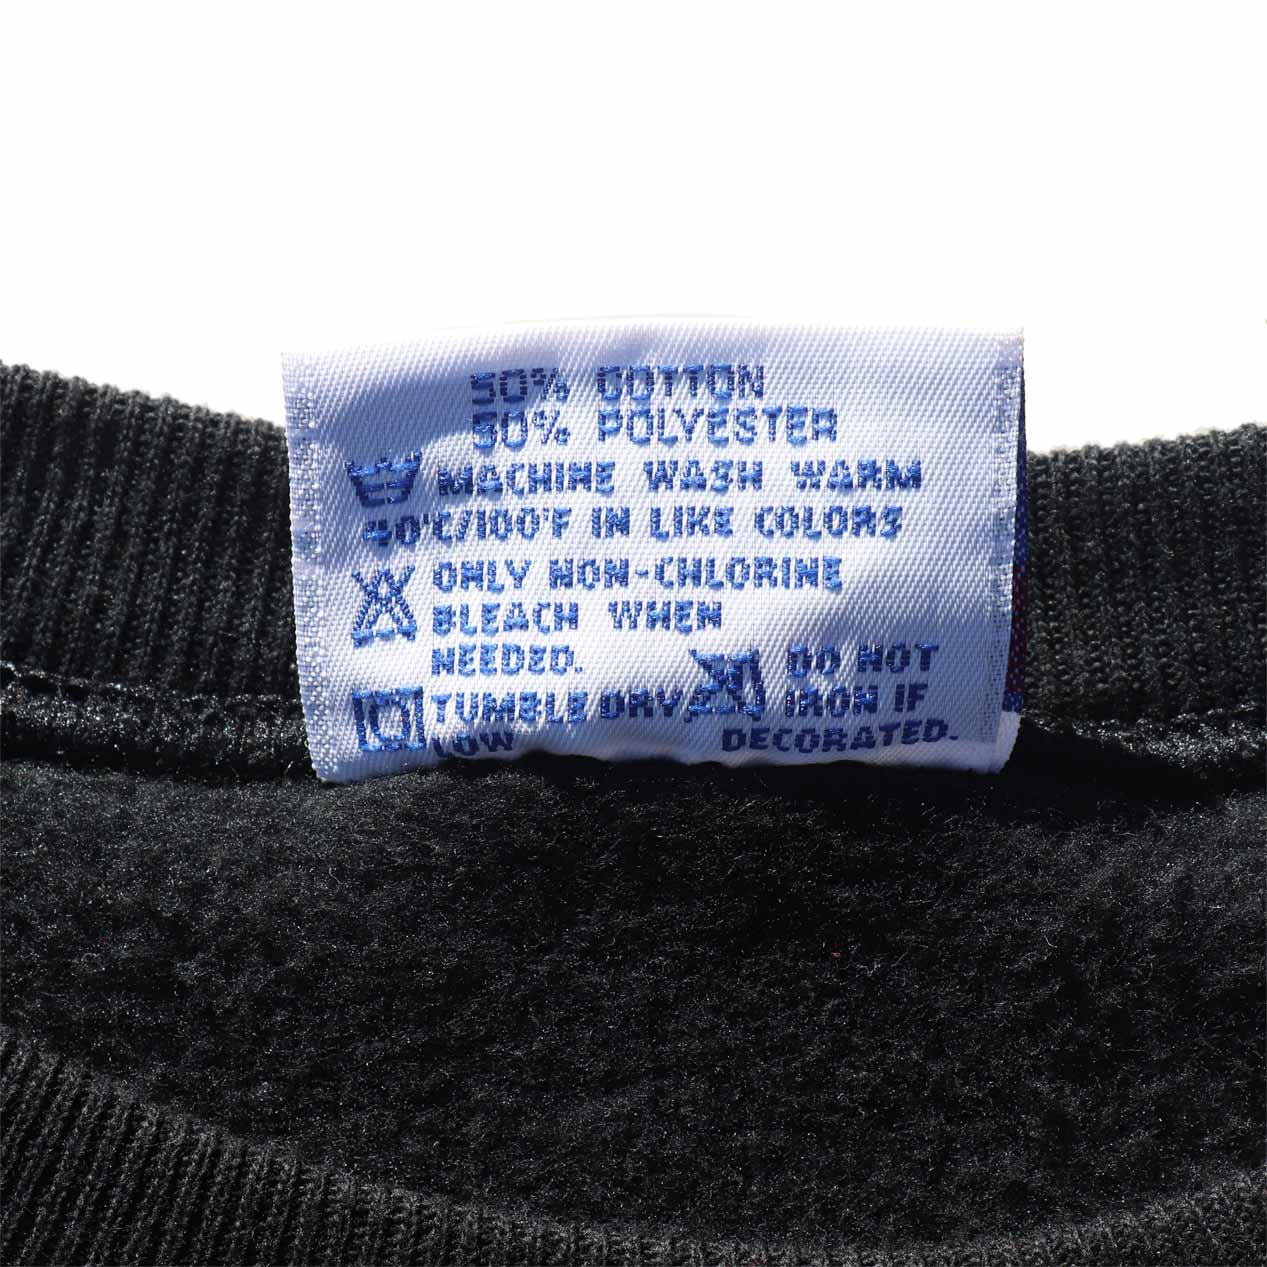 50% COTTON
50% POLYESTER
MACHINE WASH WARM
40°C/100°F IN LIKE COLORS
ONLY NON-CHLORINE
BLEACH WHEN
NEEDED.
TUMBLE DRY,
LOW
DO NOT
IRON IF
DECORATED.